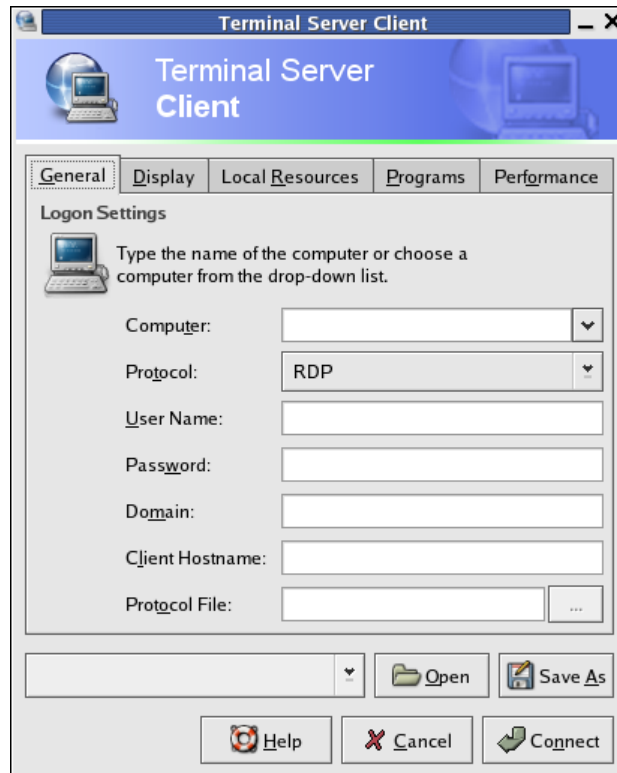 Terminal Server Client
Terminal Server
Client
General Display Local Resources Programs Performance
Logon Settings
Type the name of the computer or choose a
computer from the drop-down list.
Computer:
Protocol: RDP
User Name:
Password:
Domain:
Client Hostname:
Protocol File: ...
Open Save As
Help Cancel Connect